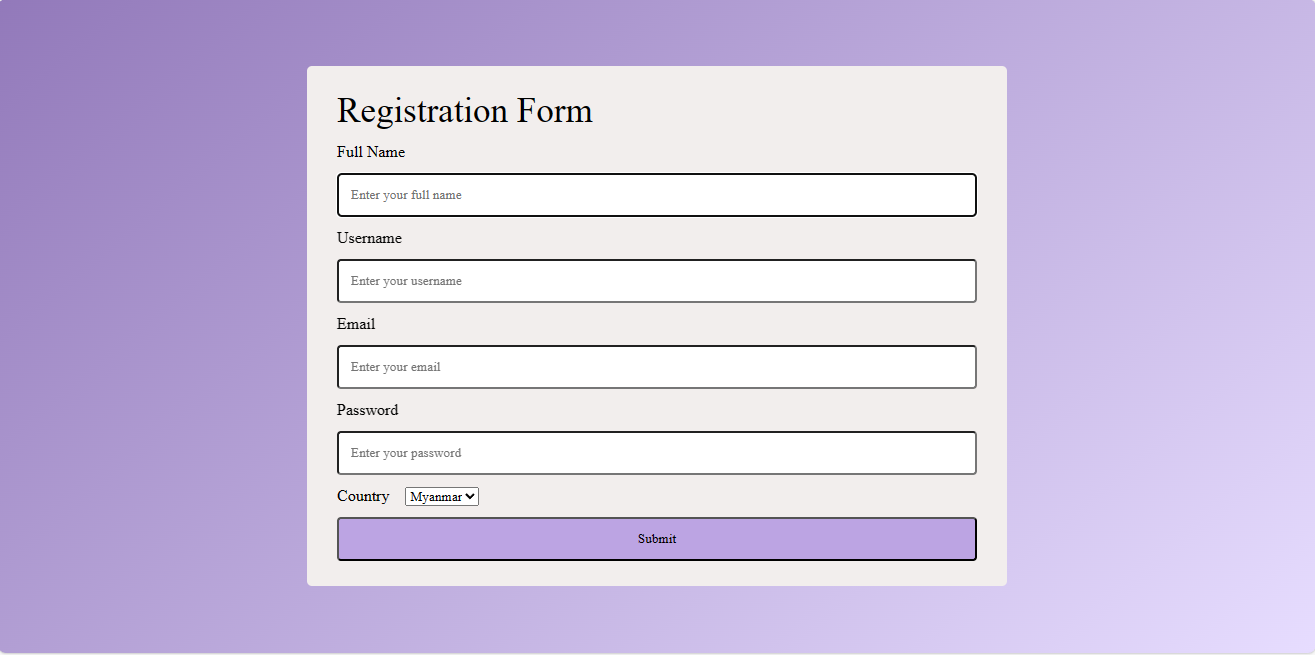 Registration Form
Full Name
Enter your full name
Username
Enter your username
Email
Enter your email
Password
Enter your password
Country Myanmar
Submit